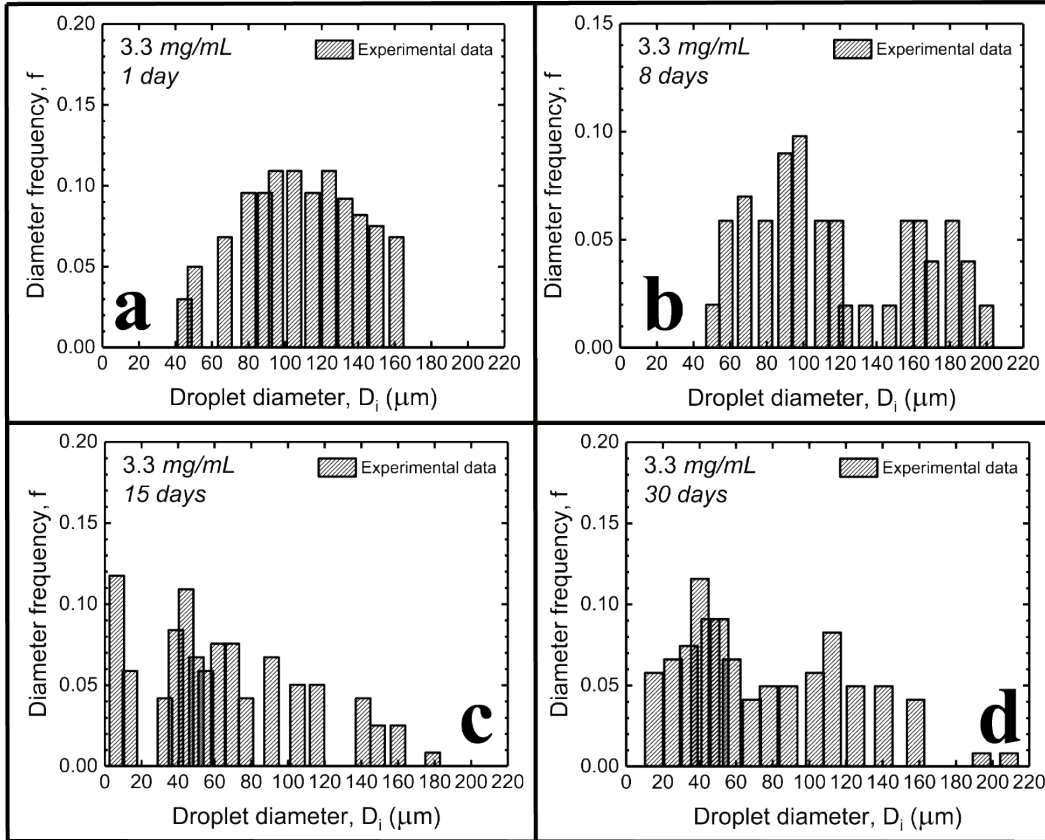 3.3 mg/mL
1 day
Experimental data
a
Diameter frequency, f
0.20
0.15
0.10
0.05
0.00
0 20 40 60 80 100 120 140 160 180 200 220
Droplet diameter, Dᵢ (μm)
3.3 mg/mL
8 days
Experimental data
b
Diameter frequency, f
0.15
0.10
0.05
0.00
0 20 40 60 80 100 120 140 160 180 200 220
Droplet diameter, Dᵢ (μm)
3.3 mg/mL
15 days
Experimental data
c
Diameter frequency, f
0.20
0.15
0.10
0.05
0.00
0 20 40 60 80 100 120 140 160 180 200 220
Droplet diameter, Dᵢ (μm)
3.3 mg/mL
30 days
Experimental data
d
Diameter frequency, f
0.20
0.15
0.10
0.05
0.00
0 20 40 60 80 100 120 140 160 180 200 220
Droplet diameter, Dᵢ (μm)